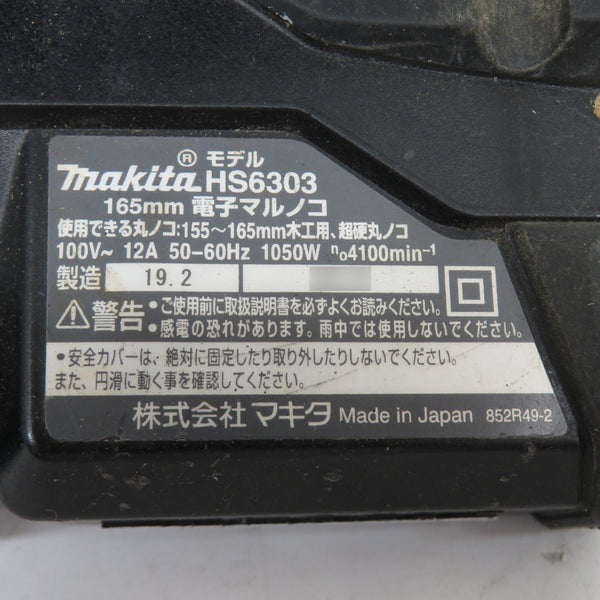 ® モデル
makita HS6303
165mm 電子マルノコ
使用できる丸ノコ:155～165mm木工用、超硬丸ノコ
100V~ 12A 50-60Hz 1050W n₀4100min⁻¹
製造 19.2
⚠警告 •ご使用前に取扱説明書を必ずよくお読みください。
•感電の恐れがあります。雨中では使用しないでください。
•安全カバーは、絶対に固定したり取り外したりしないでください。
また、円滑に動く事を確認してください。
株式会社 マキタ Made in Japan 852R49-2